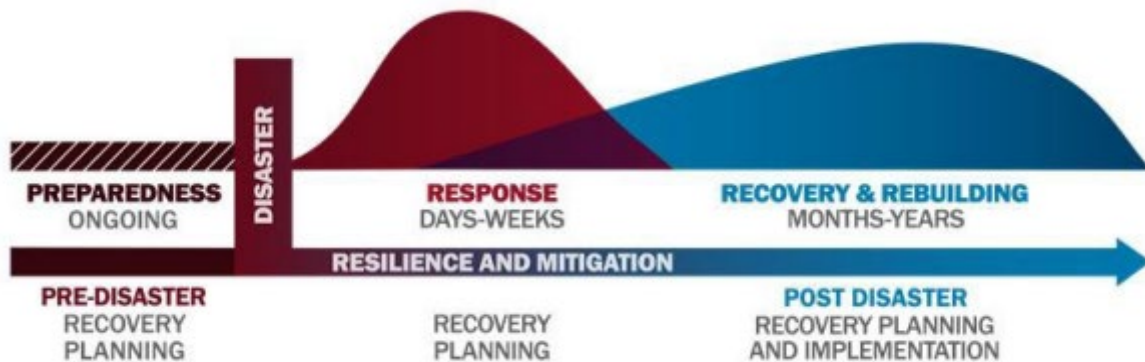 DISASTER
PREPAREDNESS
ONGOING
RESPONSE
DAYS-WEEKS
RECOVERY & REBUILDING
MONTHS-YEARS
RESILIENCE AND MITIGATION
PRE-DISASTER
RECOVERY
PLANNING
RECOVERY
PLANNING
POST DISASTER
RECOVERY PLANNING
AND IMPLEMENTATION